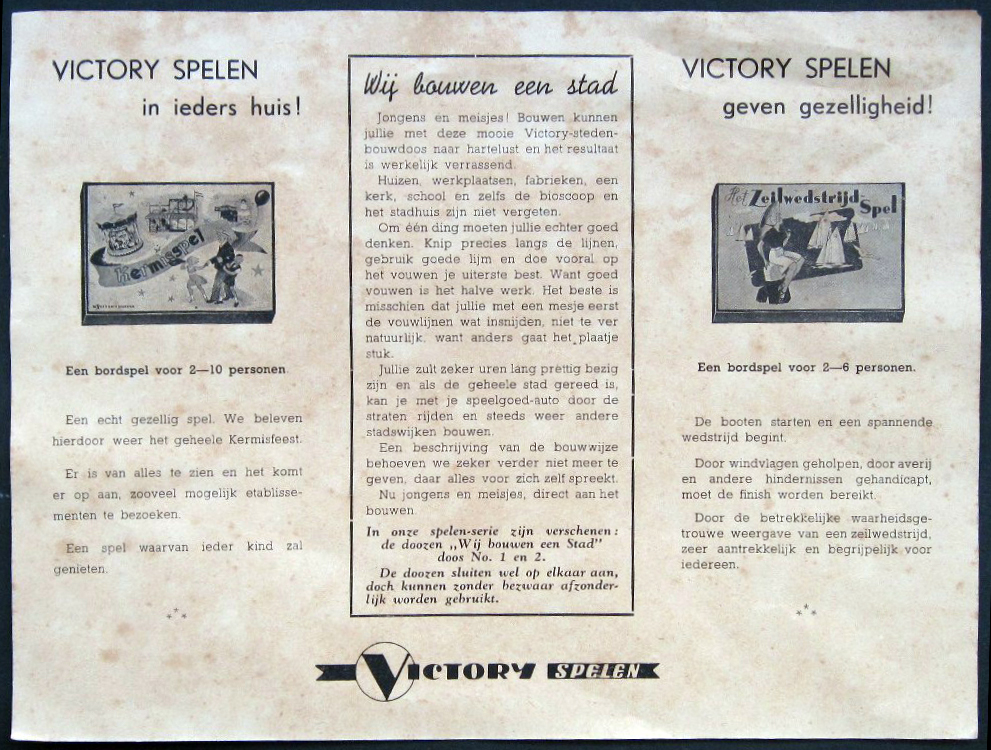 VICTORY SPELEN
in ieders huis!
Kermisspel
Een bordspel voor 2—10 personen
Een echt gezellig spel. We beleven
hierdoor weer het geheele Kermisfeest.
Er is van alles te zien en het komt
er op aan, zooveel mogelijk etablisse-
menten te bezoeken.
Een spel waarvan ieder kind zal
genieten.
Wij bouwen een stad
Jongens en meisjes! Bouwen kunnen
jullie met deze mooie Victory-steden-
bouwdoos naar hartelust en het resultaat
is werkelijk verrassend.
Huizen, werkplaatsen, fabrieken, een
kerk, school en zelfs de bioscoop en
het stadhuis zijn niet vergeten.
Om één ding moeten jullie echter goed
denken. Knip precies langs de lijnen,
gebruik goede lijm en doe vooral op
het vouwen je uiterste best. Want goed
vouwen is het halve werk. Het beste is
misschien dat jullie met een mesje eerst
de vouwlijnen wat insnijden, niet te ver
natuurlijk, want anders gaat het plaatje
stuk.
Jullie zult zeker uren lang prettig bezig
zijn en als de geheele stad gereed is,
kan je met je speelgoed-auto door de
straten rijden en steeds weer andere
stadswijken bouwen.
Een beschrijving van de bouwwijze
behoeven we zeker verder niet meer te
geven, daar alles voor zich zelf spreekt.
Nu jongens en meisjes, direct aan het
bouwen.
In onze spelen-serie zijn verschenen:
de doozen „Wij bouwen een Stad"
doos No. 1 en 2.
De doozen sluiten wel op elkaar aan,
doch kunnen zonder bezwaar afzonder-
lijk worden gebruikt.
VICTORY SPELEN
geven gezelligheid!
Het Zeilwedstrijd
Spel
Een bordspel voor 2—6 personen.
De booten starten en een spannende
wedstrijd begint.
Door windvlagen geholpen, door averij
en andere hindernissen gehandicapt,
moet de finish worden bereikt.
Door de betrekkelijke waarheidsge-
trouwe weergave van een zeilwedstrijd,
zeer aantrekkelijk en begrijpelijk voor
iedereen.
VICTORY SPELEN